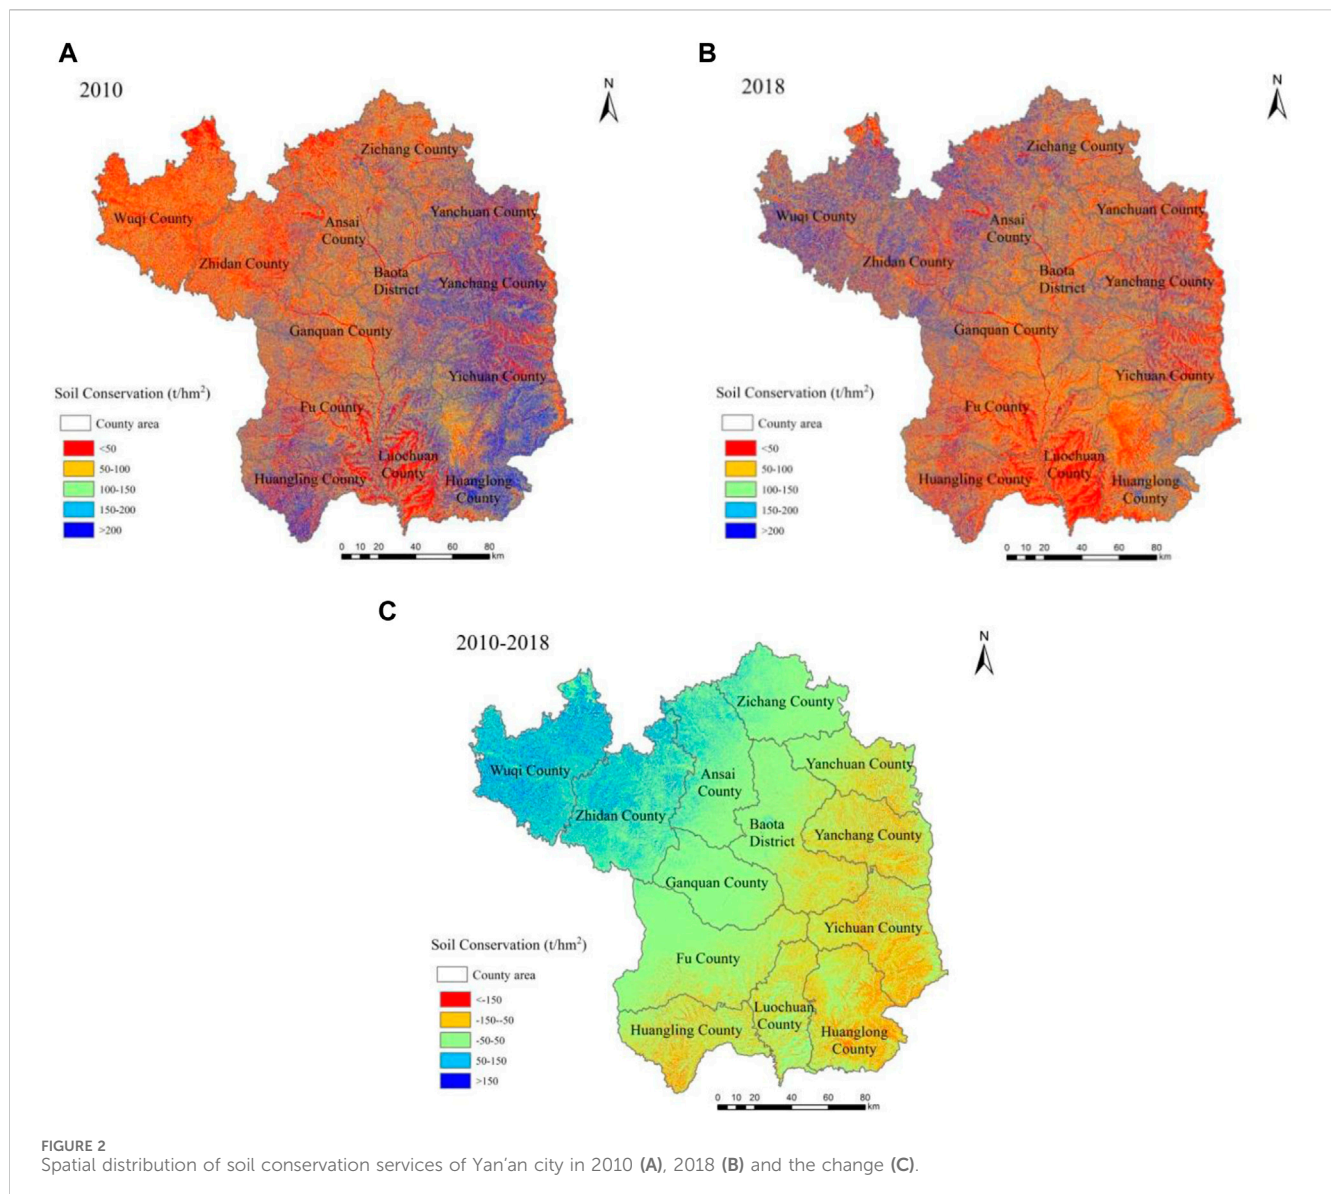 A
2010
N
Zichang County
Wuqi County
Ansai
County
Yanchuan County
Zhidan County
Baota
District
Yanchang County
Ganquan County
Yichuan County
Soil Conservation (t/hm²)
County area
<50
50-100
100-150
150-200
>200
Fu County
Luochuan
County
Huangling County
Huanglong
County
0 10 20 40 60 80
km
B
2018
N
Zichang County
Wuqi County
Ansai
County
Yanchuan County
Zhidan County
Baota
District
Yanchang County
Ganquan County
Yichuan County
Soil Conservation (t/hm²)
County area
<50
50-100
100-150
150-200
>200
Fu County
Luochuan
County
Huangling County
Huanglong
County
0 10 20 40 60 80
km
C
2010-2018
N
Zichang County
Wuqi County
Ansai
County
Yanchuan County
Zhidan County
Baota
District
Yanchang County
Ganquan County
Yichuan County
Soil Conservation (t/hm²)
County area
<-150
-150--50
-50-50
50-150
>150
Fu County
Luochuan
County
Huangling County
Huanglong
County
0 10 20 40 60 80
km
FIGURE 2
Spatial distribution of soil conservation services of Yan’an city in 2010 (A), 2018 (B) and the change (C).